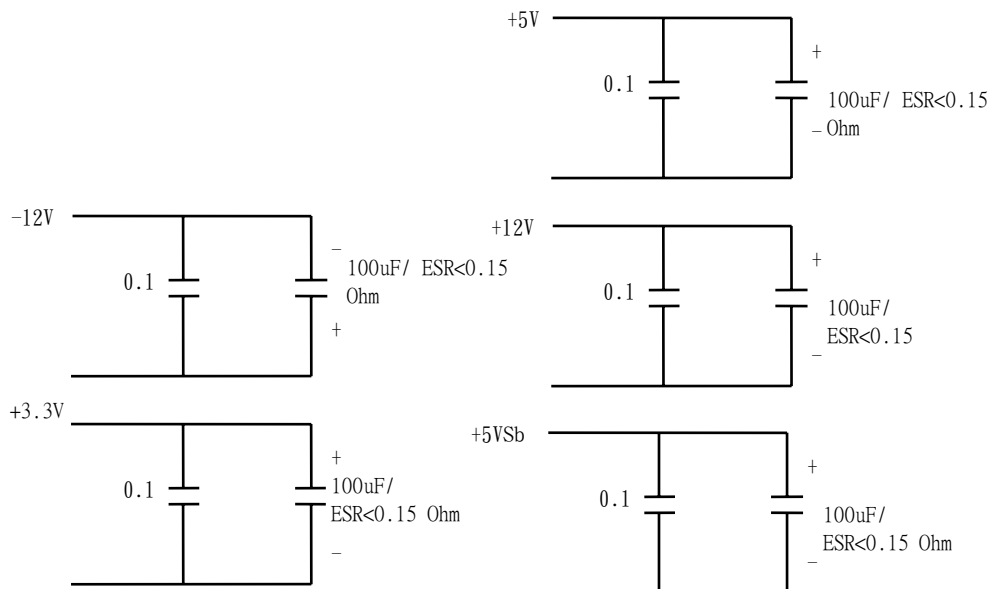 +5V
+
0.1
100uF/ ESR<0.15
- Ohm
-12V
-
0.1
100uF/ ESR<0.15
Ohm
+
+12V
+
0.1
100uF/
ESR<0.15
-
+3.3V
+
0.1
100uF/
ESR<0.15 Ohm
-
+5VSb
+
0.1
100uF/
ESR<0.15 Ohm
-